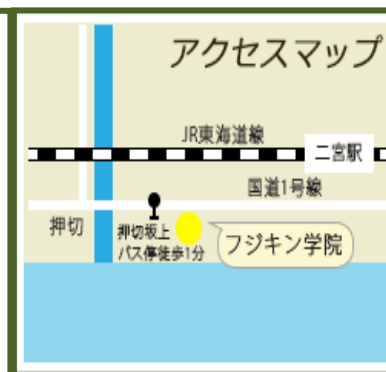 アクセスマップ
JR東海道線
二宮駅
国道1号線
押切
押切坂上
バス停徒歩1分
フジキン学院